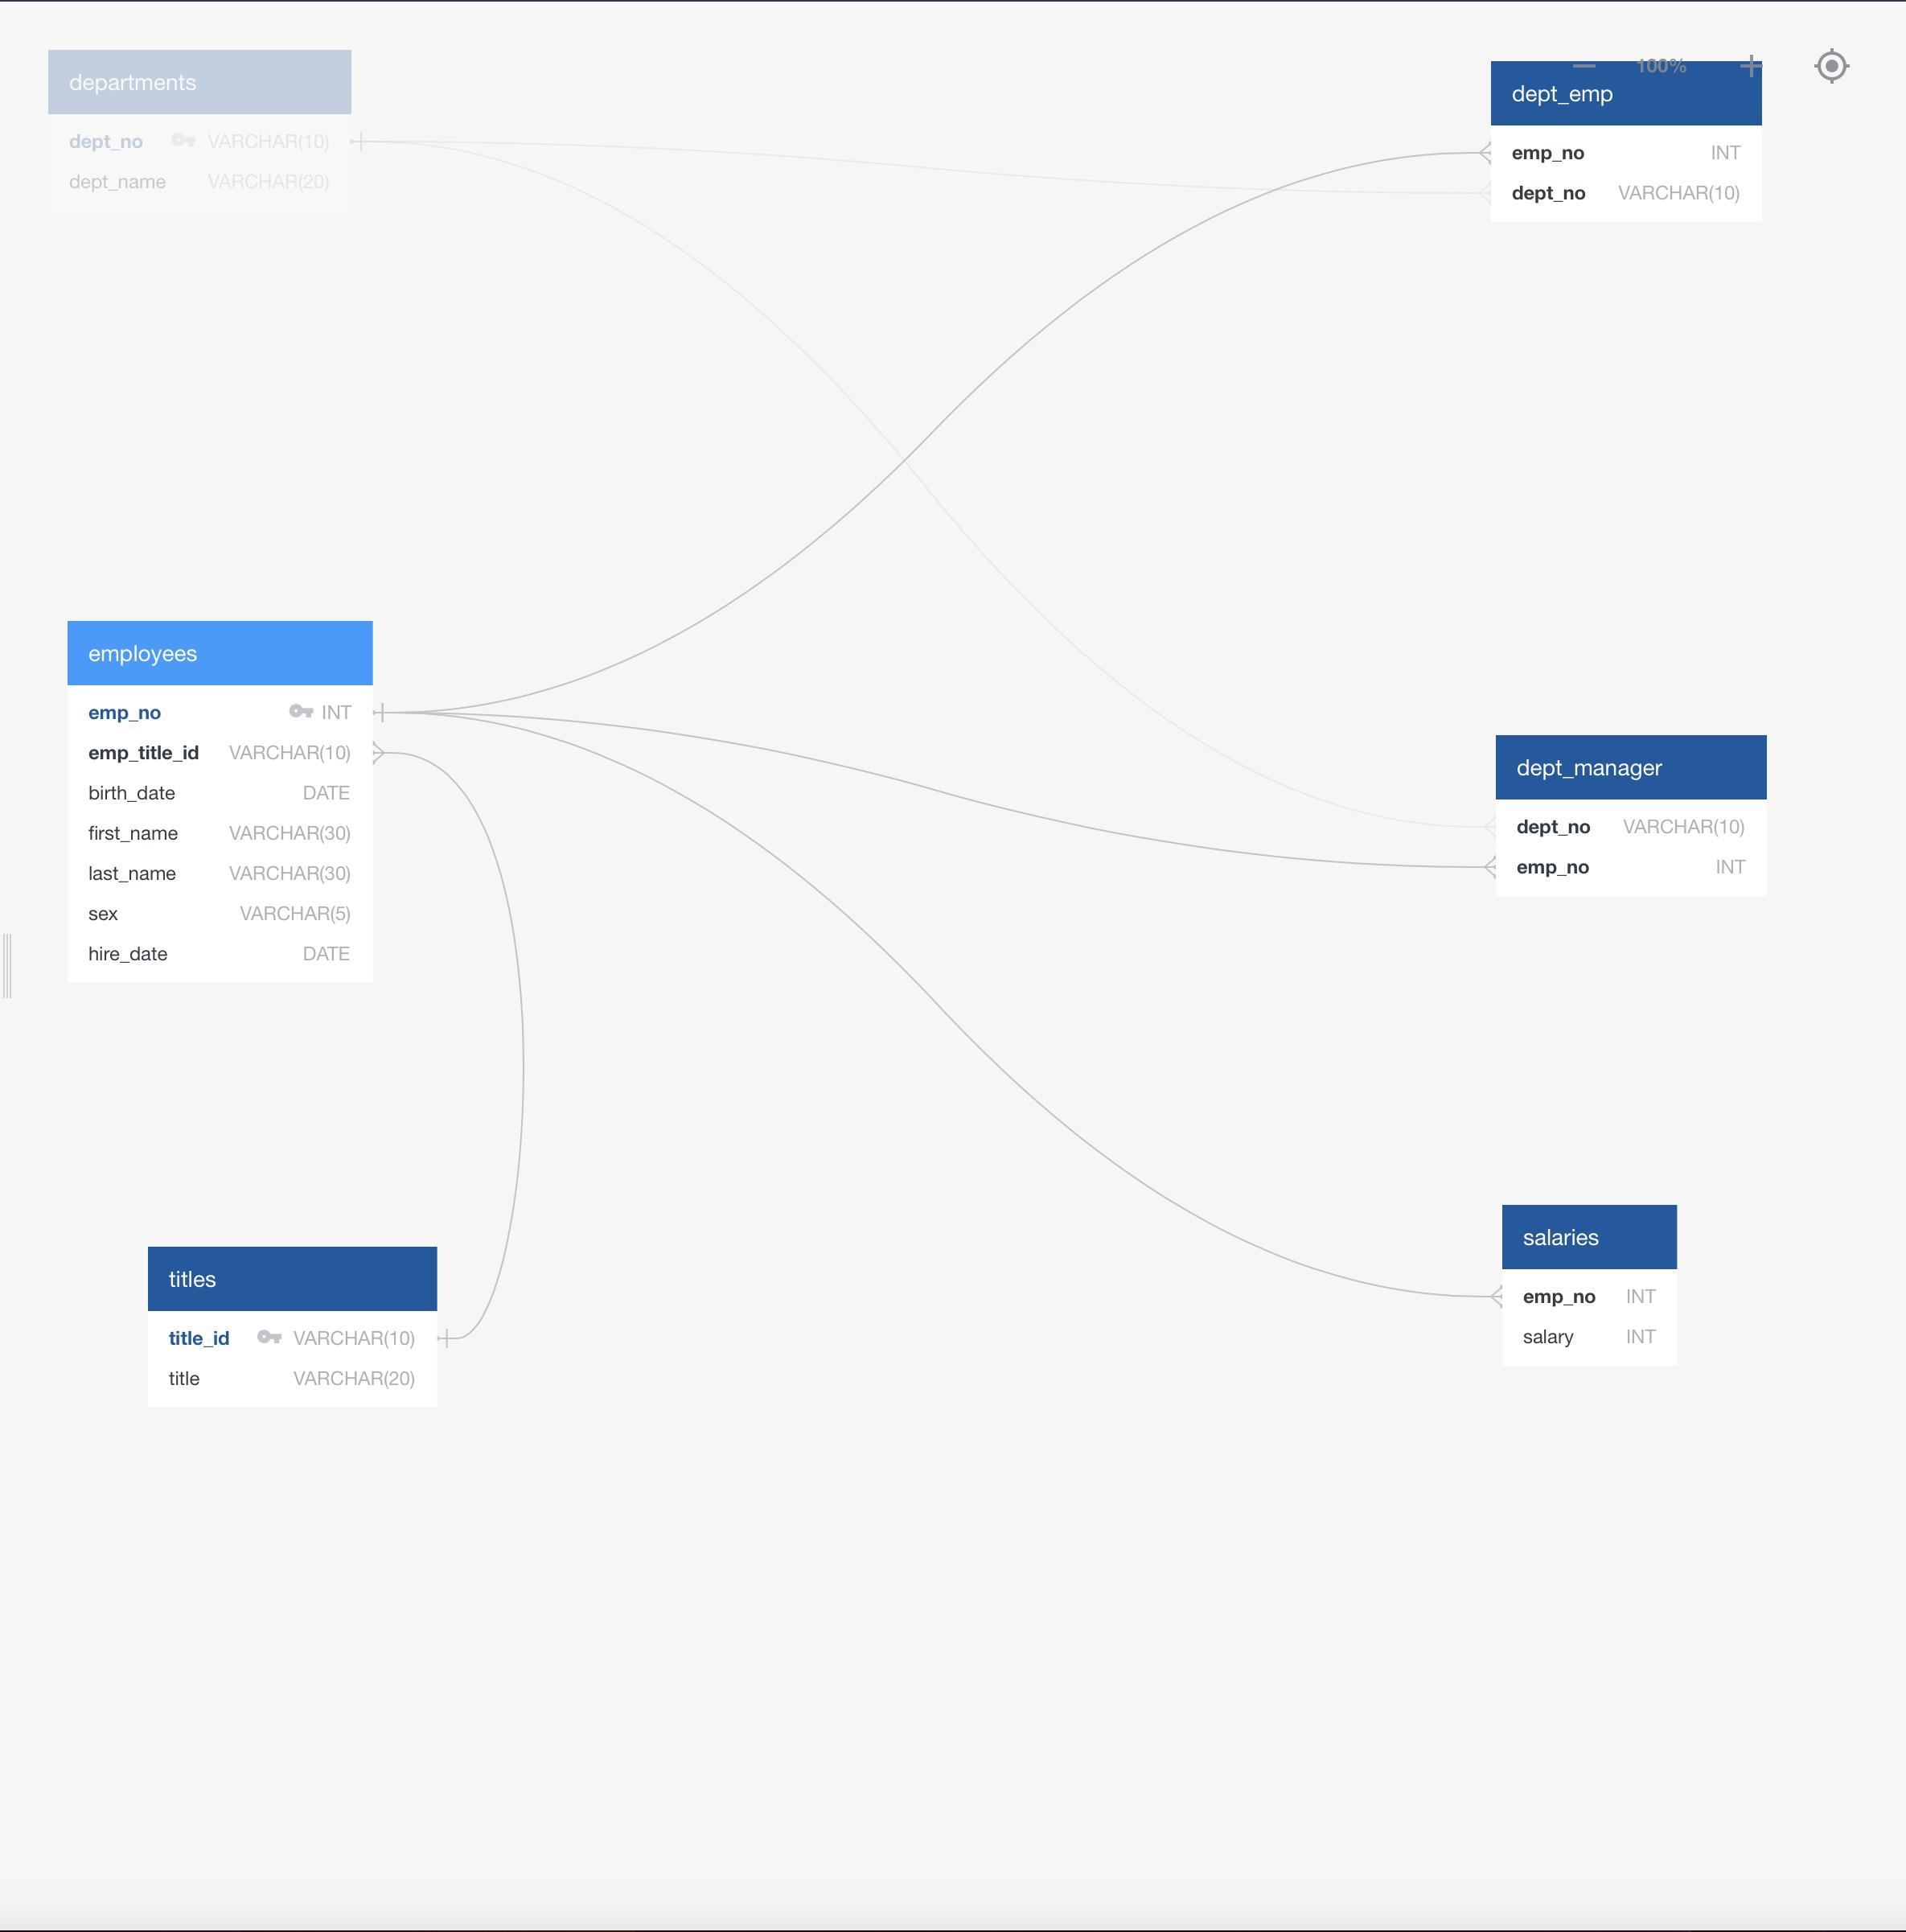 departments
dept_no VARCHAR(10)
dept_name VARCHAR(20)
100%
dept_emp
emp_no INT
dept_no VARCHAR(10)
employees
emp_no INT
emp_title_id VARCHAR(10)
birth_date DATE
first_name VARCHAR(30)
last_name VARCHAR(30)
sex VARCHAR(5)
hire_date DATE
dept_manager
dept_no VARCHAR(10)
emp_no INT
titles
title_id VARCHAR(10)
title VARCHAR(20)
salaries
emp_no INT
salary INT